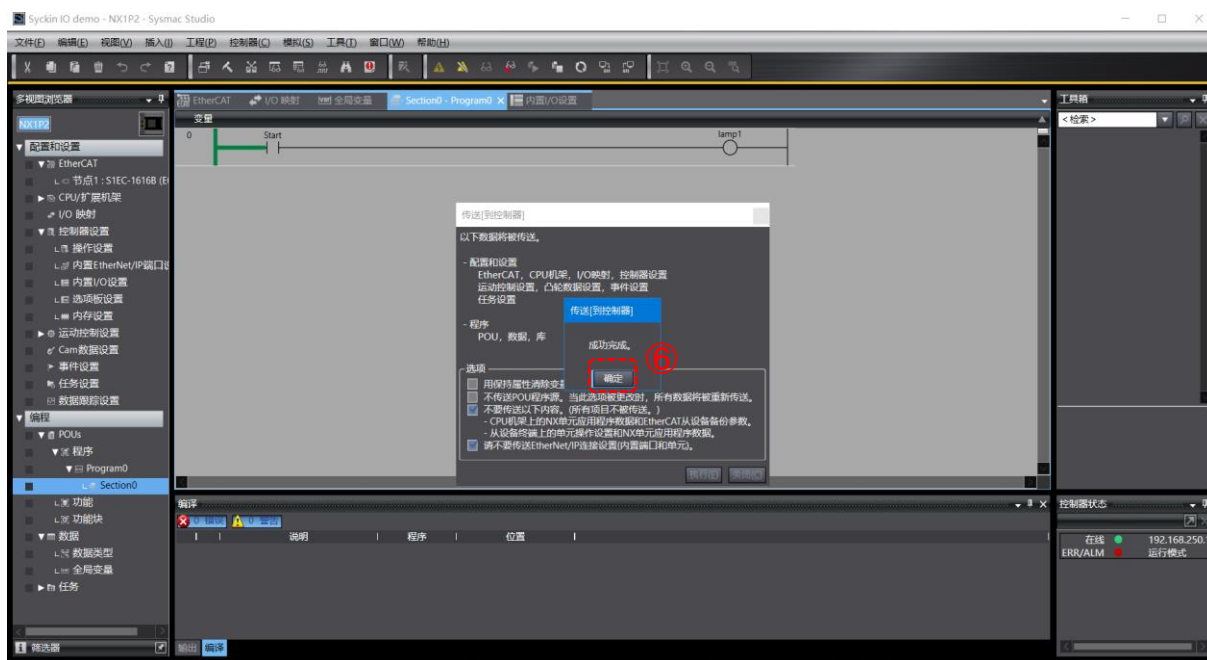 Syckin IO demo - NX1P2 - Sysmac Studio
文件(F) 编辑(E) 视图(V) 插入(I) 工程(P) 控制器(C) 模拟(S) 工具(T) 窗口(W) 帮助(H)
多视图浏览器
NX1P2
配置和设置
EtherCAT
节点1 : S1EC-1616B (E
CPU/扩展机架
I/O 映射
控制器设置
操作设置
内置EtherNet/IP端口设
内置I/O设置
选项板设置
内存设置
运动控制设置
Cam数据设置
事件设置
任务设置
数据跟踪设置
编程
POUs
程序
Program0
Section0
功能
功能块
数据
数据类型
全局变量
任务
筛选器
EtherCAT I/O 映射 全局变量 Section0 - Program0 内置I/O设置
变量
0 Start lamp1
传送[到控制器]
以下数据将被传送。
- 配置和设置
EtherCAT, CPU机架, I/O映射, 控制器设置
运动控制设置, 凸轮数据设置, 事件设置
任务设置
- 程序
POU, 数据, 库
选项
用保持属性清除变
不传送POU程序源。当此选项被更改时, 所有数据将被重新传送。
不要传送以下内容。(所有项目不被传送。)
- CPU机架上的NX单元应用程序数据和EtherCAT从设备备份参数。
- 从设备终端上的单元操作设置和NX单元应用程序数据。
请不要传送EtherNet/IP连接设置(内置端口和单元)。
执行(E) 关闭(C)
传送[到控制器]
成功完成。
确定
⑥
编译
0 错误 0 警告
说明 程序 位置
输出 编译
工具箱
<检索>
控制器状态
在线 192.168.250.
ERR/ALM 运行模式